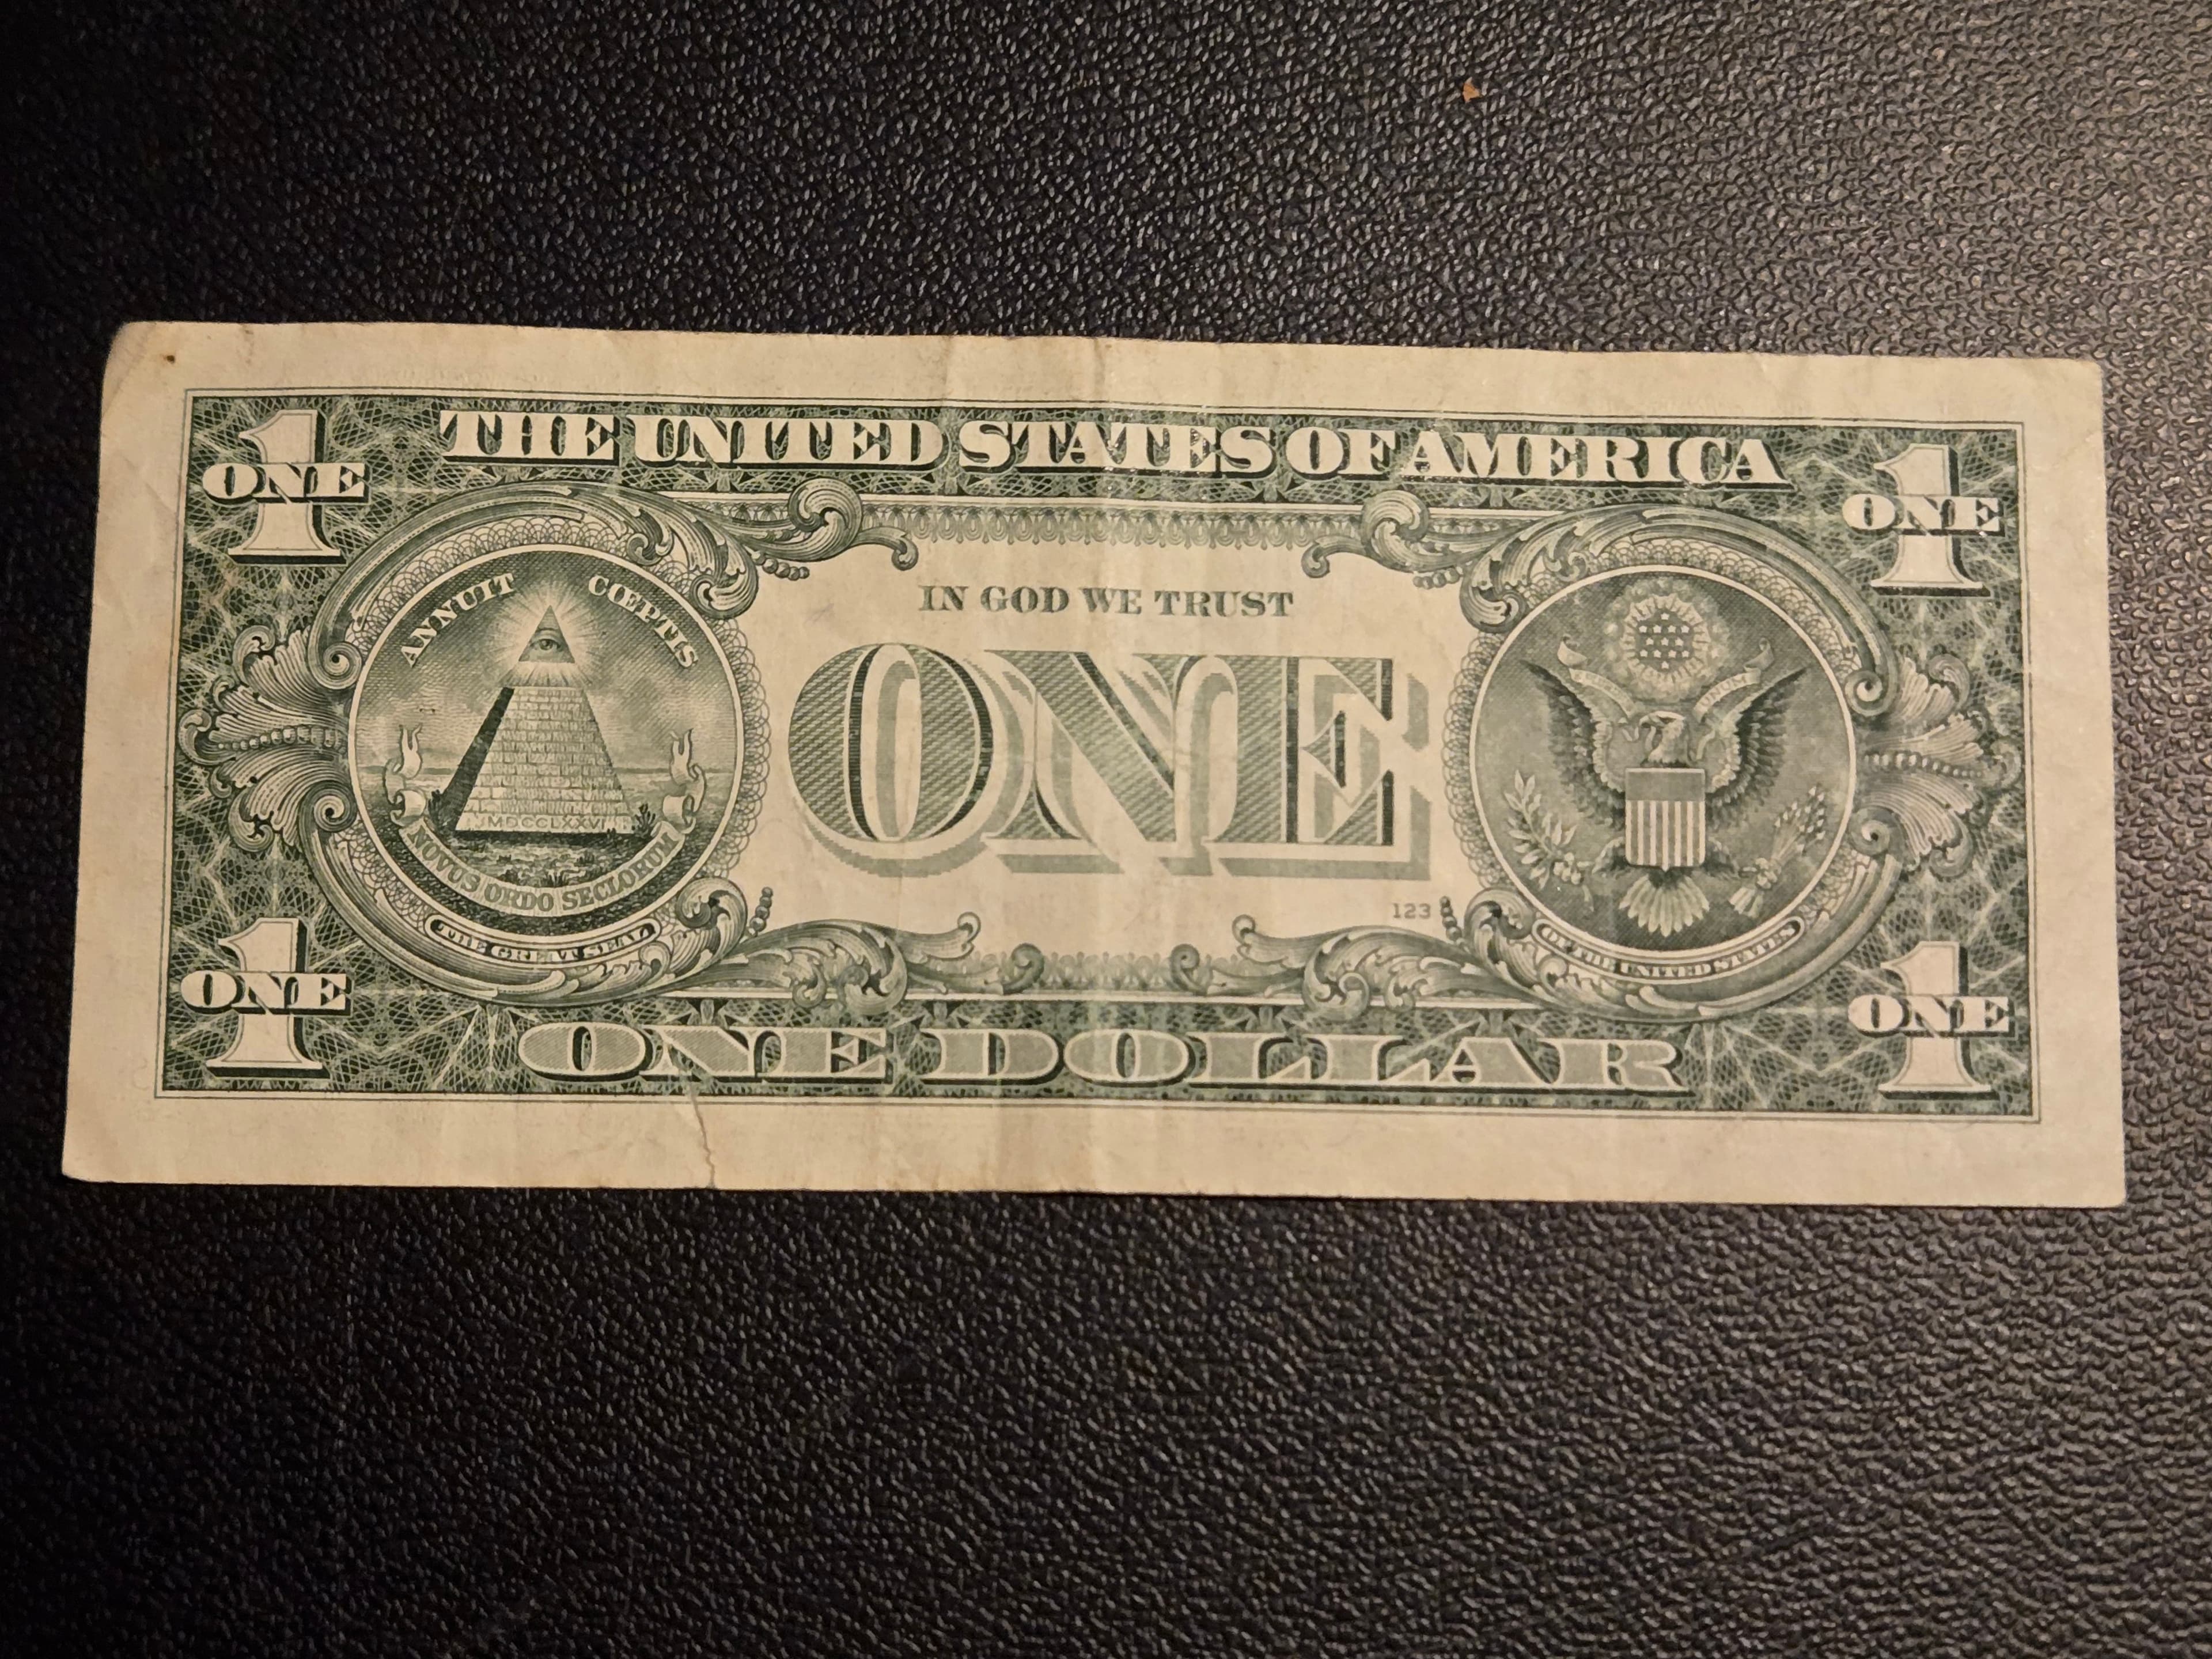 THE UNITED STATES OF AMERICA
1
ONE
1
ONE
ANNUIT CŒPTIS
IN GOD WE TRUST
ONE
MDCCLXXVI
NOVUS ORDO SECLORUM
THE GREAT SEAL
123
OF THE UNITED STATES
1
ONE
1
ONE
ONE DOLLAR